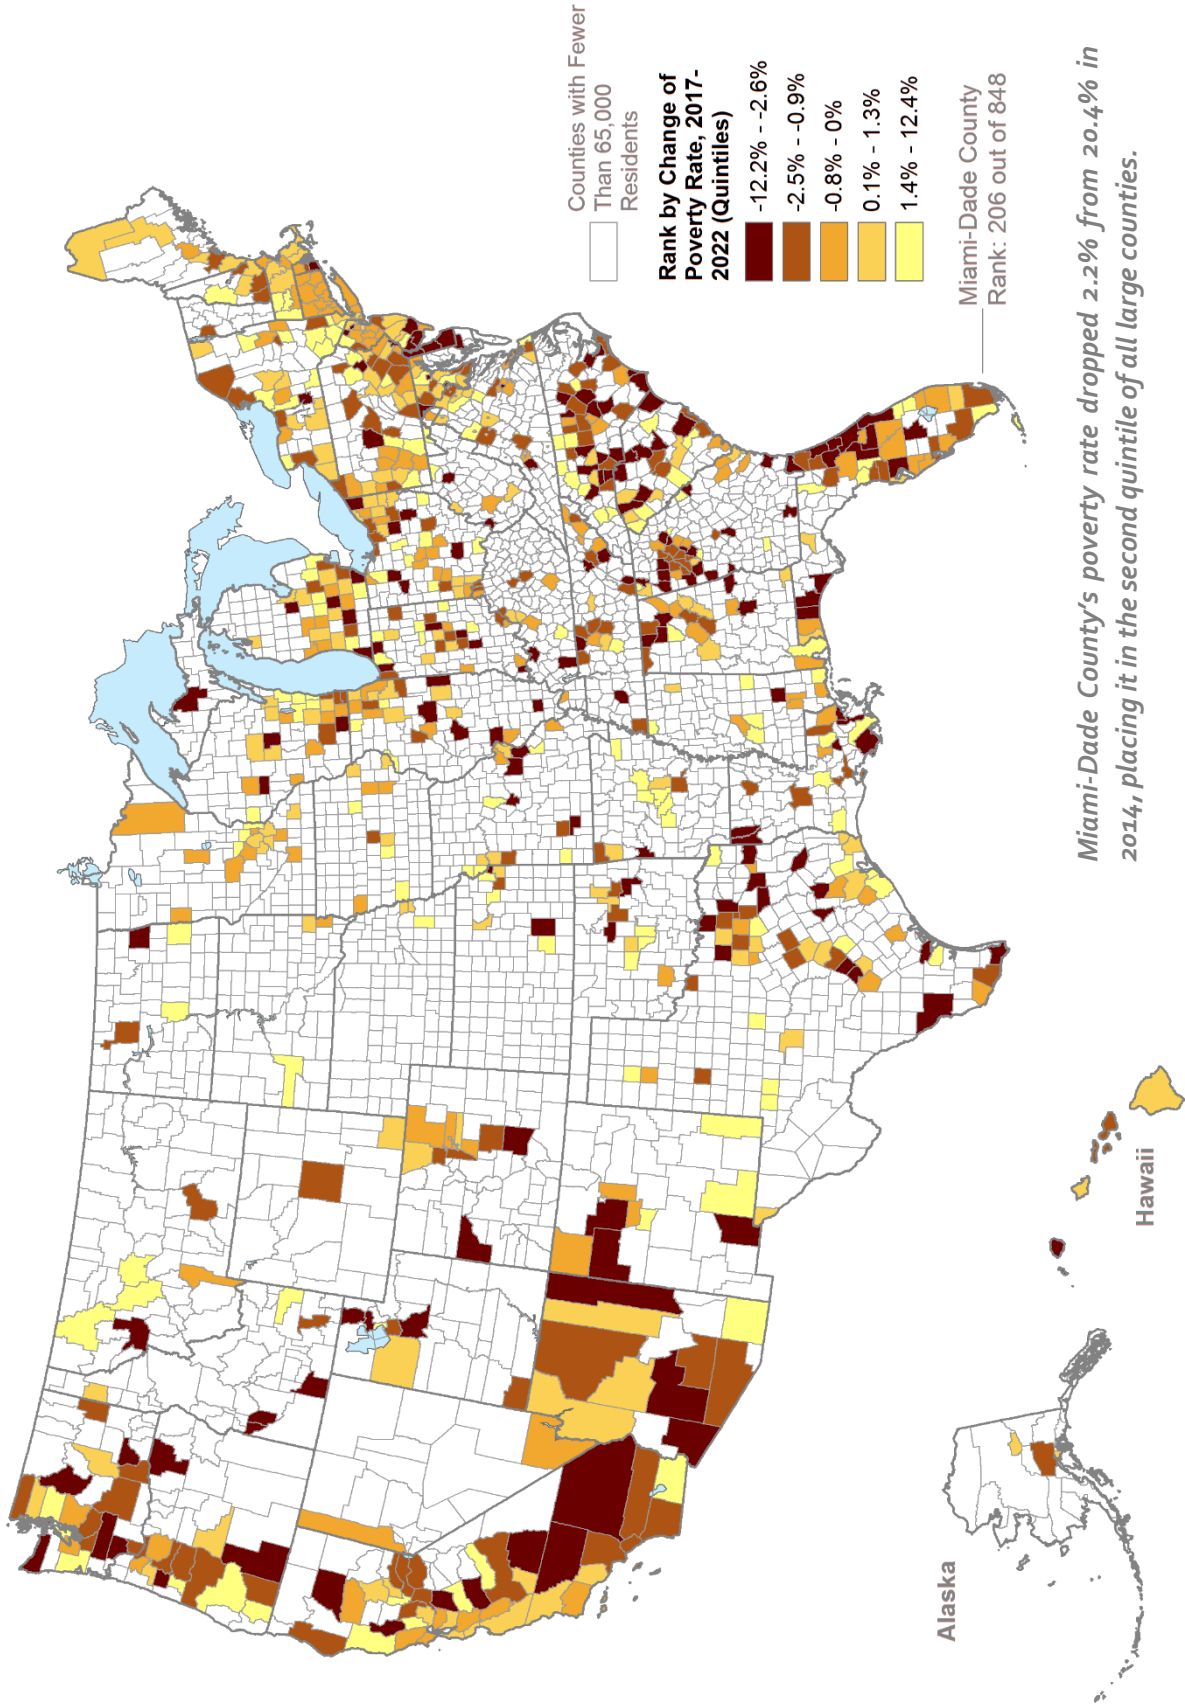 Counties with Fewer
Than 65,000
Residents
Rank by Change of
Poverty Rate, 2017-
2022 (Quintiles)
-12.2% - -2.6%
-2.5% - -0.9%
-0.8% - 0%
0.1% - 1.3%
1.4% - 12.4%
Miami-Dade County
Rank: 206 out of 848
Alaska
Hawaii
Miami-Dade County's poverty rate dropped 2.2% from 20.4% in
2014, placing it in the second quintile of all large counties.